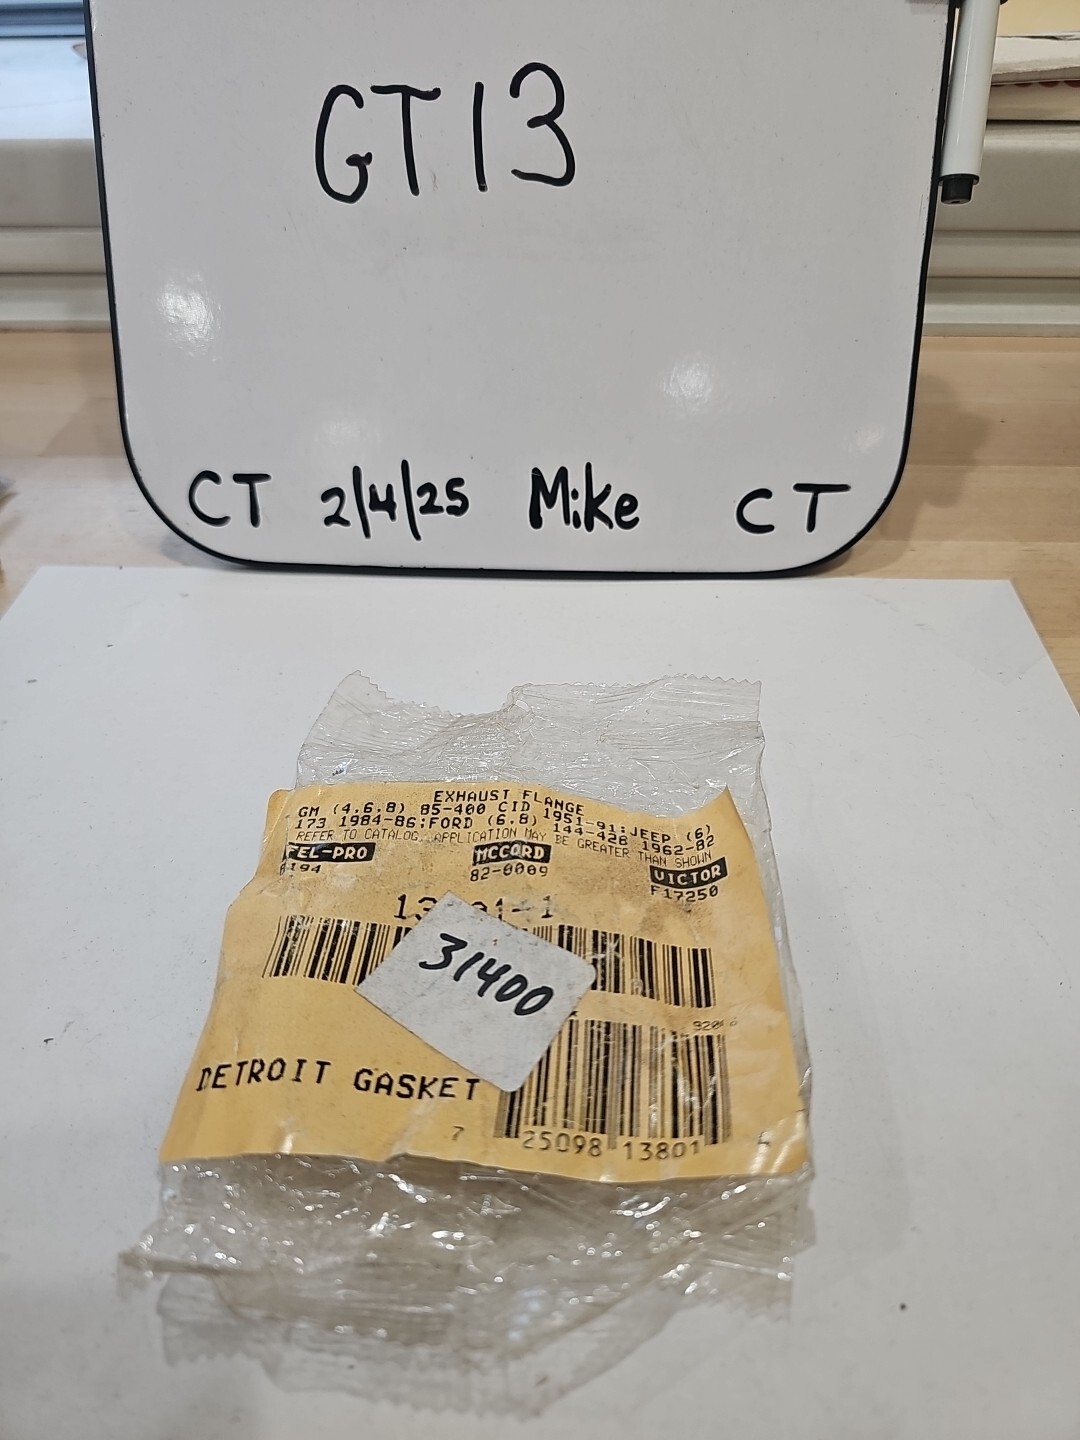 GT13
CT 2/4/25 Mike CT
EXHAUST FLANGE
GM (4.6.8) 85-400 CID 1951-91;JEEP (6)
173 1984-86;FORD (6.8) 144-428 1962-82
REFER TO CATALOG. APPLICATION MAY BE GREATER THAN SHOWN
FEL-PRO MCCORD VICTOR
82-0009 F17250
31400
DETROIT GASKET
7 25098 13801